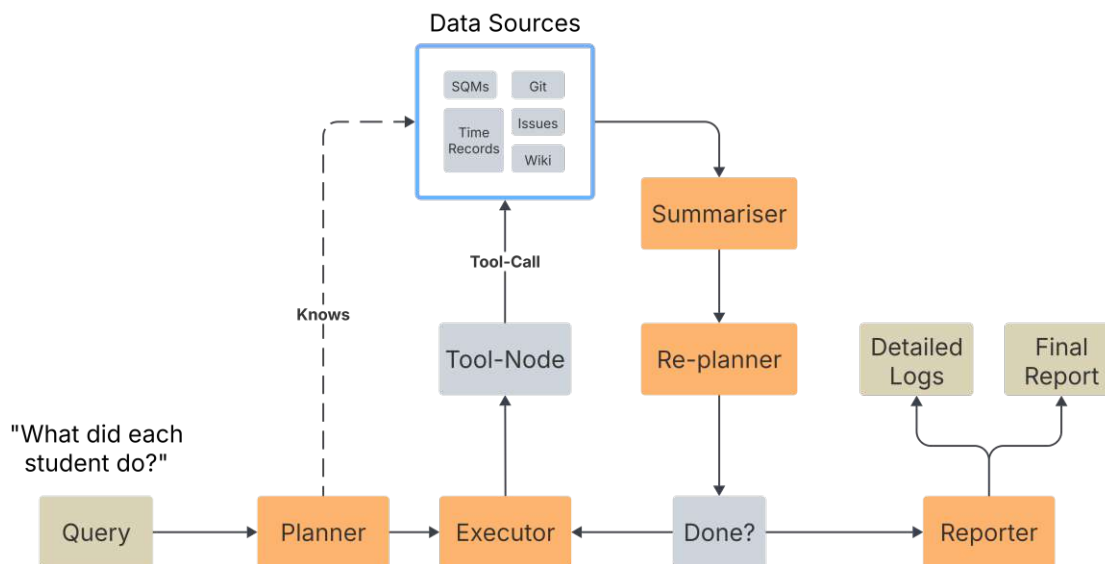 Data Sources
SQMs
Git
Time
Records
Issues
Wiki
Summariser
Tool-Call
Knows
Tool-Node
Re-planner
Detailed
Logs
Final
Report
"What did each
student do?"
Query
Planner
Executor
Done?
Reporter